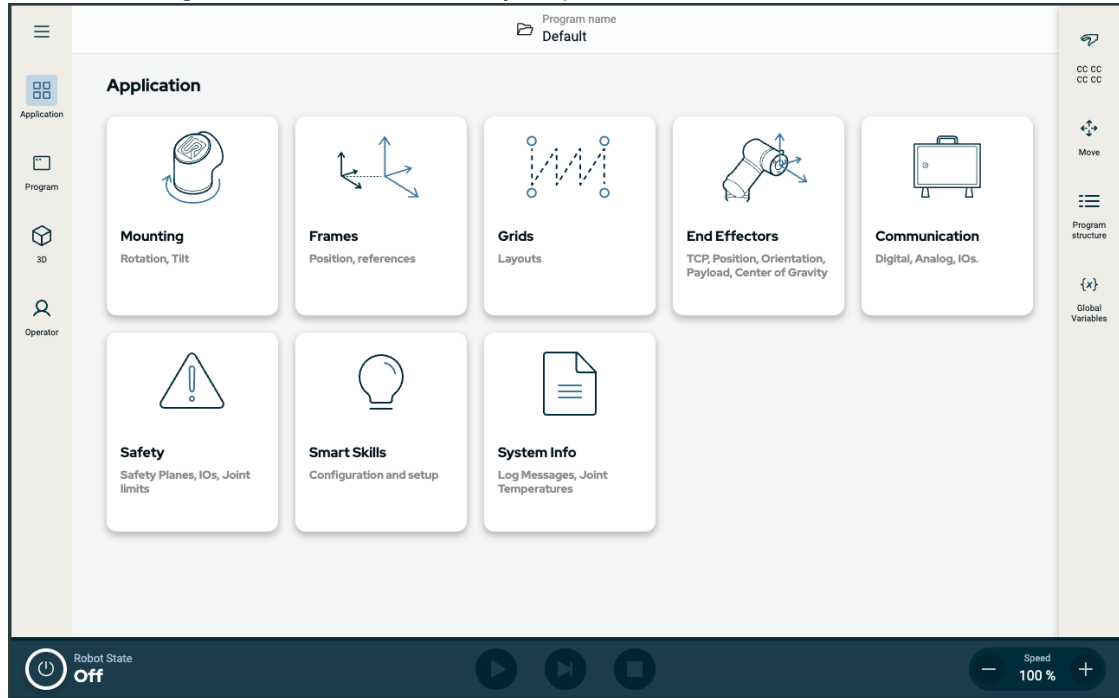 Program name
Default
Application
Program
3D
Operator
Application
Mounting
Rotation, Tilt
Frames
Position, references
Grids
Layouts
End Effectors
TCP, Position, Orientation,
Payload, Center of Gravity
Communication
Digital, Analog, IOs.
Safety
Safety Planes, IOs, Joint
limits
Smart Skills
Configuration and setup
System Info
Log Messages, Joint
Temperatures
CC CC
CC CC
Move
Program
structure
{x}
Global
Variables
Robot State
Off
Speed
100 %